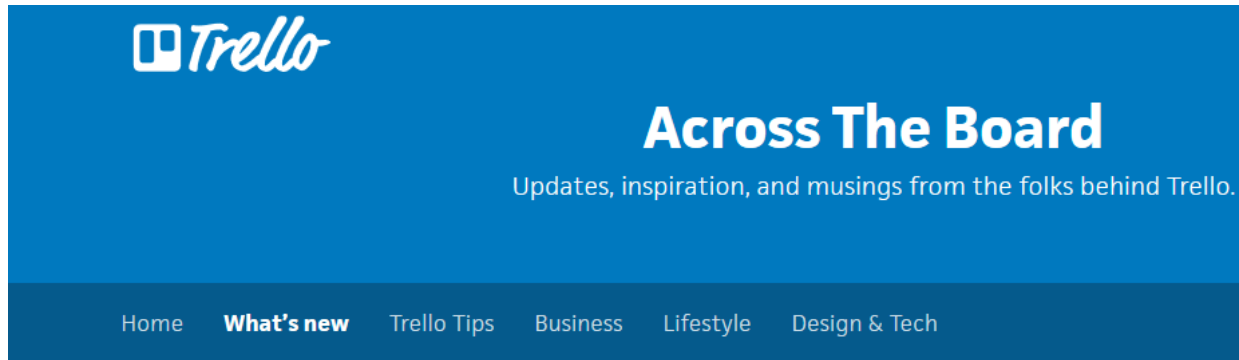 Trello
Across The Board
Updates, inspiration, and musings from the folks behind Trello.
Home What's new Trello Tips Business Lifestyle Design & Tech